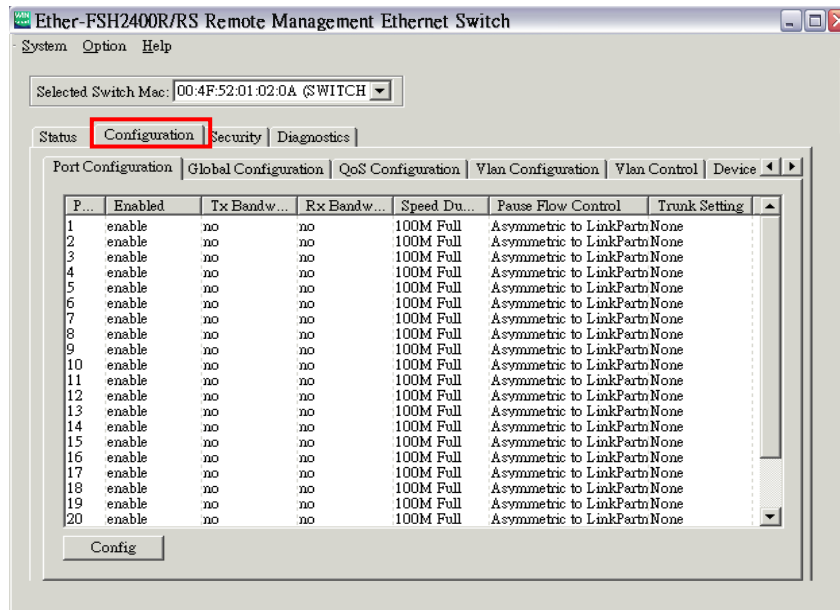 Ether-FSH2400R/RS Remote Management Ethernet Switch
System Option Help
Selected Switch Mac: 00:4F:52:01:02:0A (SWITCH
Status Configuration Security Diagnostics
Port Configuration Global Configuration QoS Configuration Vlan Configuration Vlan Control Device
P... Enabled Tx Bandw... Rx Bandw... Speed Du... Pause Flow Control Trunk Setting
1 enable no no 100M Full Asymmetric to LinkPartn None
2 enable no no 100M Full Asymmetric to LinkPartn None
3 enable no no 100M Full Asymmetric to LinkPartn None
4 enable no no 100M Full Asymmetric to LinkPartn None
5 enable no no 100M Full Asymmetric to LinkPartn None
6 enable no no 100M Full Asymmetric to LinkPartn None
7 enable no no 100M Full Asymmetric to LinkPartn None
8 enable no no 100M Full Asymmetric to LinkPartn None
9 enable no no 100M Full Asymmetric to LinkPartn None
10 enable no no 100M Full Asymmetric to LinkPartn None
11 enable no no 100M Full Asymmetric to LinkPartn None
12 enable no no 100M Full Asymmetric to LinkPartn None
13 enable no no 100M Full Asymmetric to LinkPartn None
14 enable no no 100M Full Asymmetric to LinkPartn None
15 enable no no 100M Full Asymmetric to LinkPartn None
16 enable no no 100M Full Asymmetric to LinkPartn None
17 enable no no 100M Full Asymmetric to LinkPartn None
18 enable no no 100M Full Asymmetric to LinkPartn None
19 enable no no 100M Full Asymmetric to LinkPartn None
20 enable no no 100M Full Asymmetric to LinkPartn None
Config